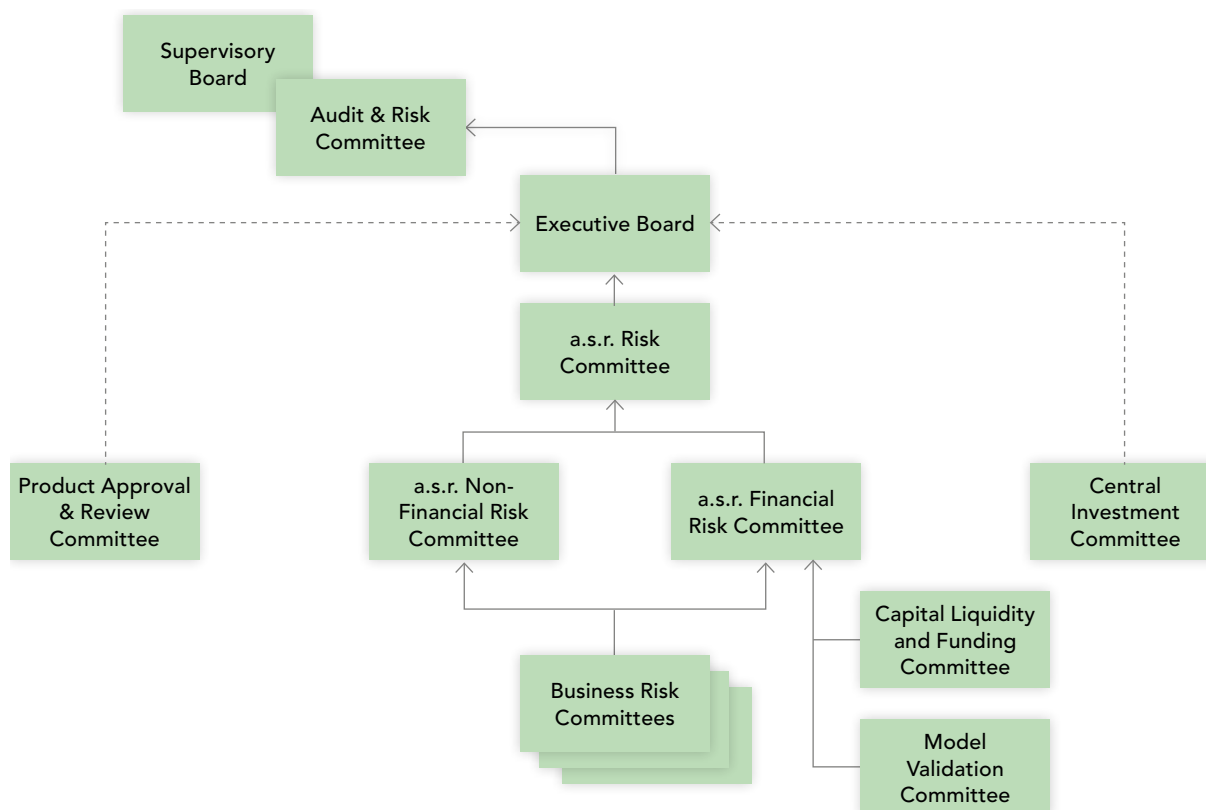 Supervisory
Board
Audit & Risk
Committee
Executive Board
a.s.r. Risk
Committee
Product Approval
& Review
Committee
a.s.r. Non-
Financial Risk
Committee
a.s.r. Financial
Risk Committee
Central
Investment
Committee
Capital Liquidity
and Funding
Committee
Business Risk
Committees
Model
Validation
Committee